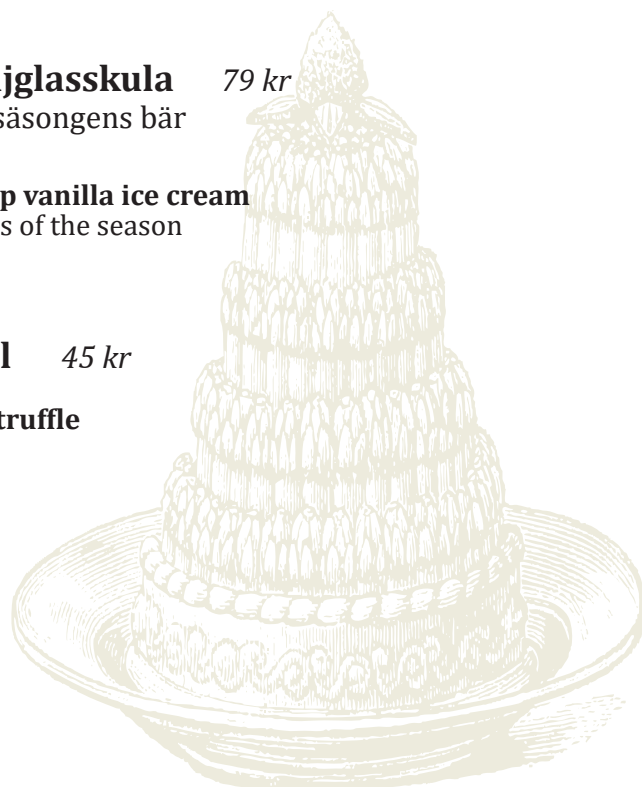 jglasskula 79 kr
säsongens bär
p vanilla ice cream
s of the season
l 45 kr
truffle